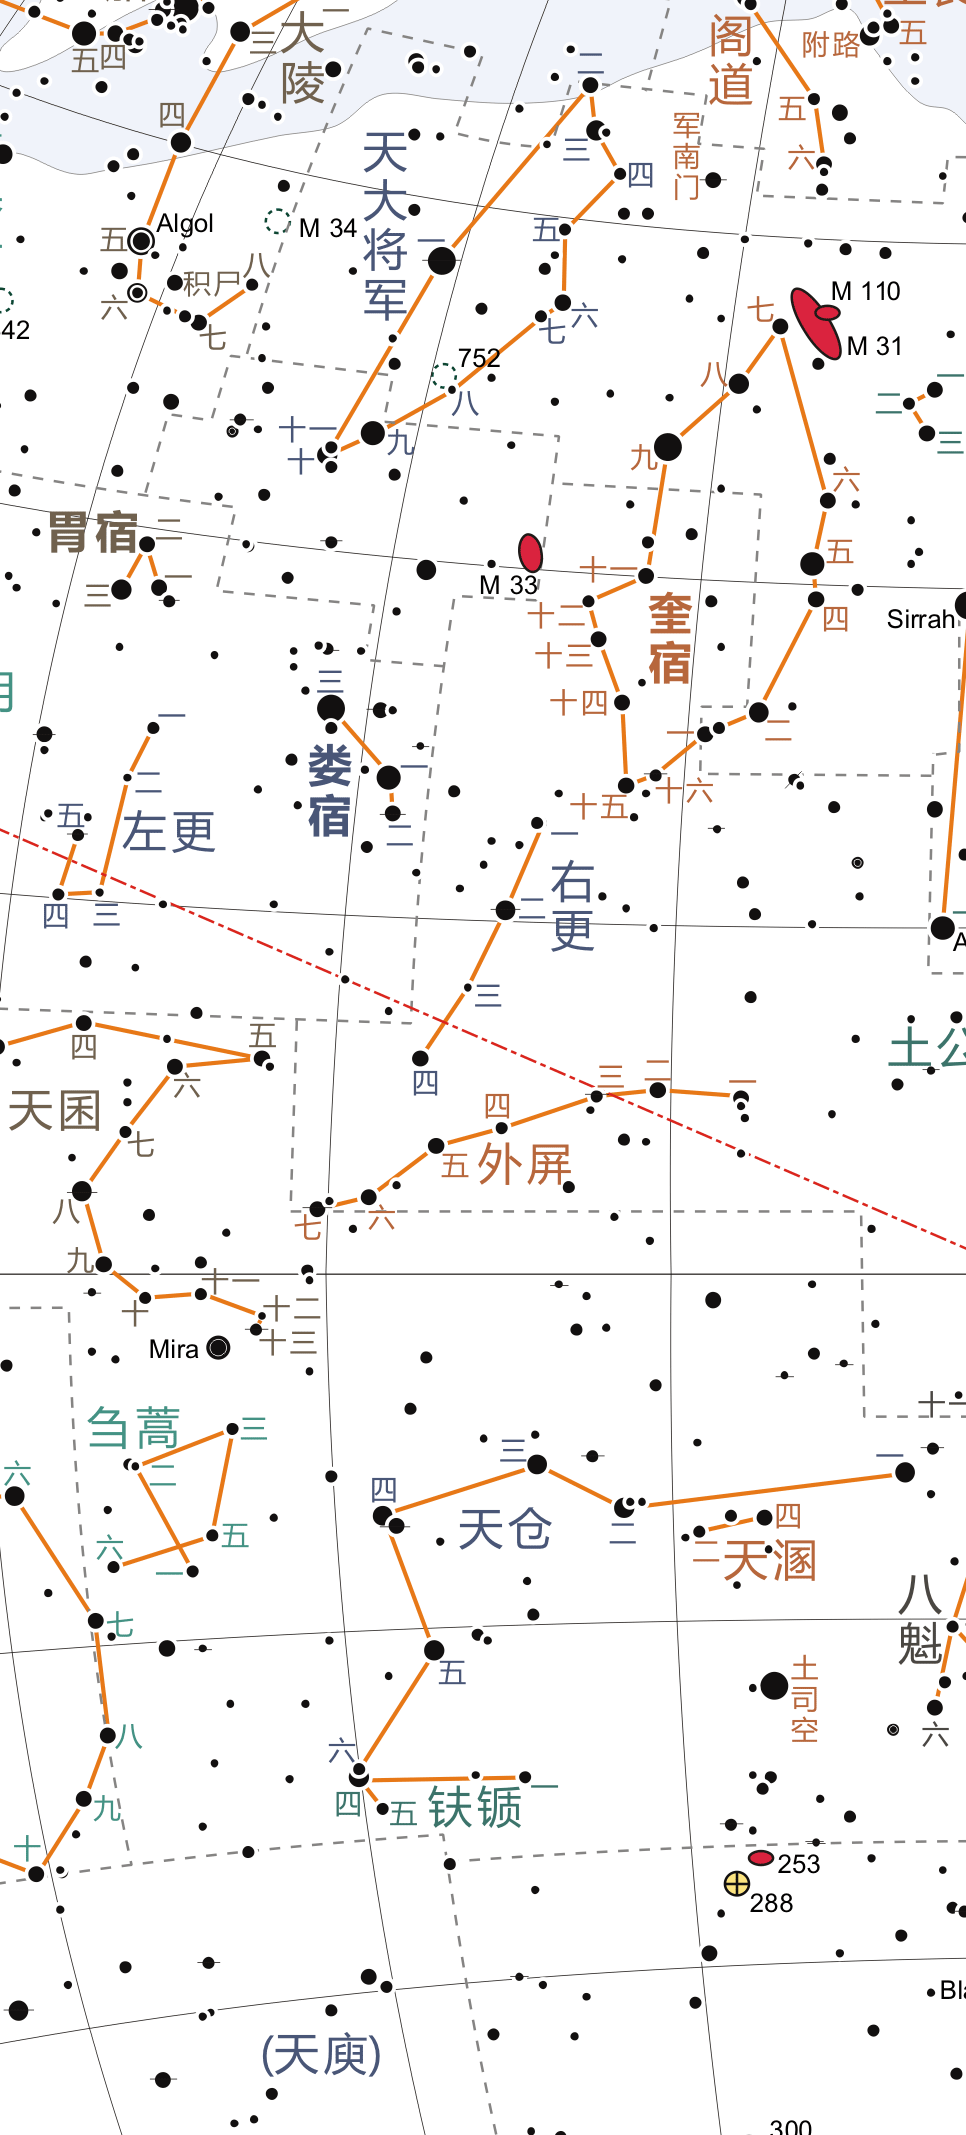 五
四
三
大
陵
一
二
阁
道
附路
五
四
天
大
将
军
三
四
军
南
门
五
六
五
Algol
M 34
五
一
积尸
八
六
七
42
六
七
七
M 110
M 31
752
八
八
一
二
三
十一
十
九
九
六
胃宿
二
三
一
M 33
十一
五
十二
奎
宿
四
Sirrah
十三
三
十四
一
二
一
二
娄
宿
一
十五
十六
五
左更
二
一
右
更
四
三
二
三
四
五
六
四
土公
天囷
七
三
二
一
四
五
外屏
八
七
六
九
十
十一
十二
十三
Mira
刍蒿
三
二
六
六
五
一
三
四
天仓
二
一
十一
四
二
天溷
八
魁
七
五
土
司
空
六
八
六
四
五
一
铁锧
九
十
253
288
Bla
(天庾)
300